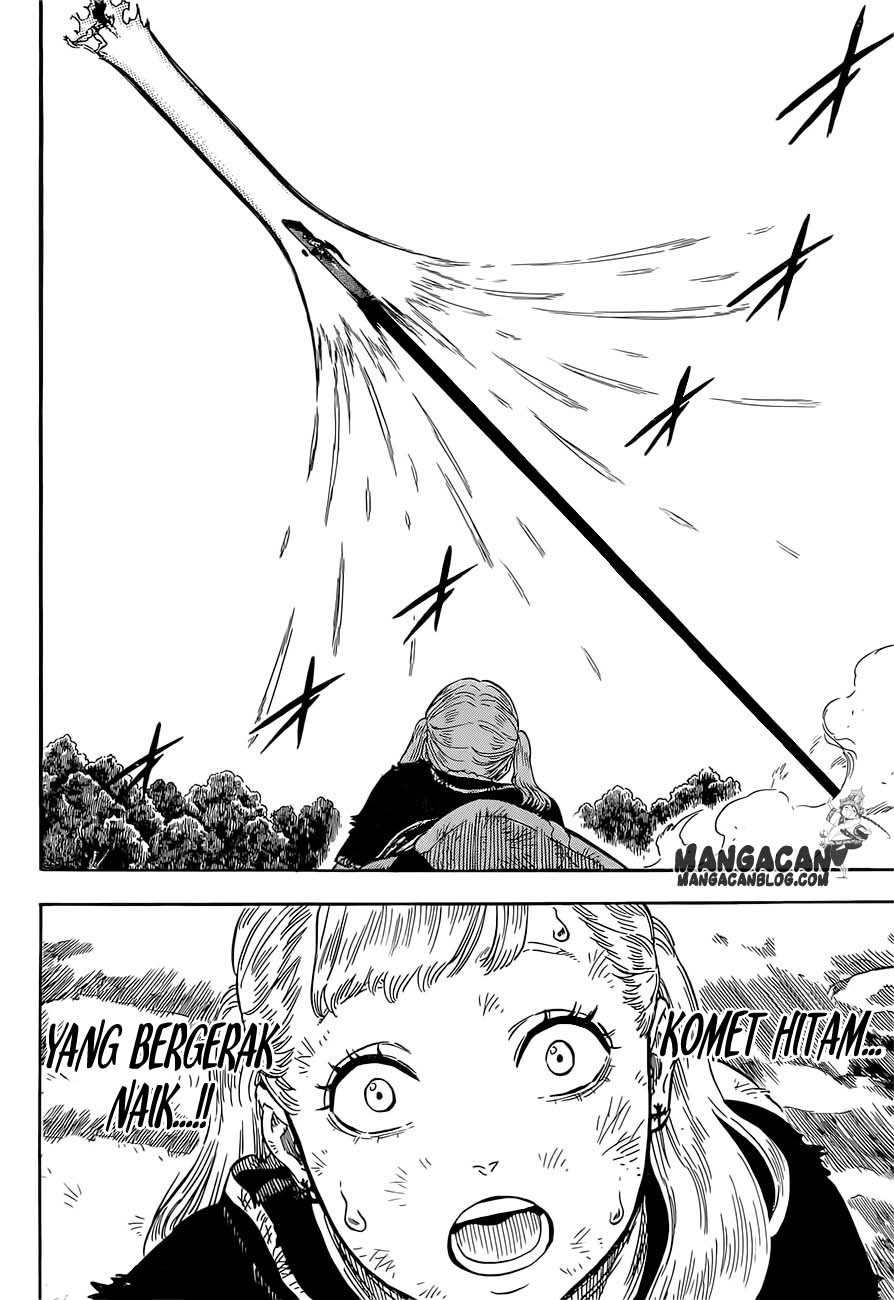 MANGACAN
MANGACANBLOG.COM
KOMET HITAM...
YANG BERGERAK
NAIK.....!!